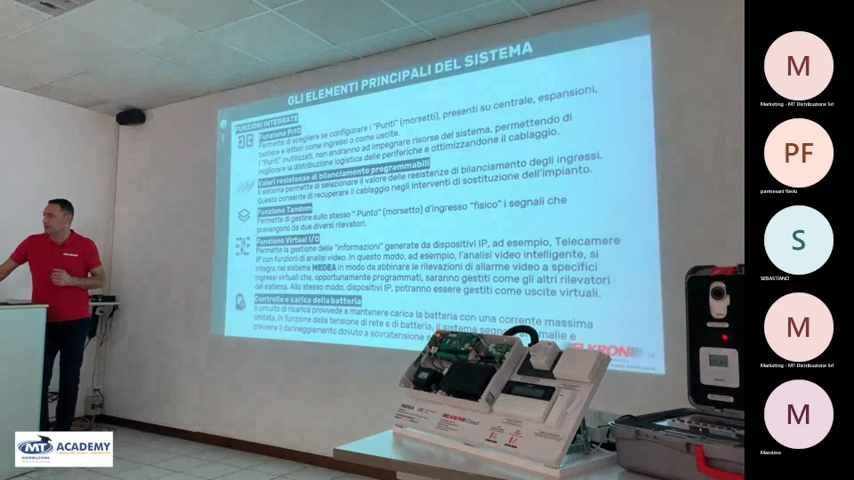 GLI ELEMENTI PRINCIPALI DEL SISTEMA
FUNZIONI INTEGRATE
Funzione PrIO
Permette di scegliere se configurare i "Punti" (morsetti), presenti su centrale, espansioni,
tastiere e lettori come ingressi o come uscite.
I "Punti" inutilizzati, non andranno ad impegnare risorse del sistema, permettendo di
migliorare la distribuzione logistica delle periferiche e ottimizzandone il cablaggio.
Valori resistenze di bilanciamento programmabili
Il sistema permette di selezionare il valore delle resistenze di bilanciamento degli ingressi.
Questo consente di recuperare il cablaggio negli interventi di sostituzione dell'impianto.
Funzione Tandem
Permette di gestire sullo stesso " Punto" (morsetto) d'ingresso "fisico" i segnali che
provengono da due diversi rilevatori.
Funzione Virtual I/O
Permette la gestione delle "informazioni" generate da dispositivi IP, ad esempio, Telecamere
IP con funzioni di analisi video. In questo modo, ad esempio, l'analisi video intelligente, si
integra nel sistema MEDEA in modo da abbinare le rilevazioni di allarme video a specifici
ingressi virtuali che, opportunamente programmati, saranno gestiti come gli altri rilevatori
del sistema. Allo stesso modo, dispositivi IP, potranno essere gestiti come uscite virtuali.
Controllo e carica della batteria
Il circuito di ricarica provvede a mantenere carica la batteria con una corrente massima
limitata. In funzione della tensione di rete e di batteria, il sistema segnala anomalie e
previene il danneggiamento dovuto a sovratensione
ELKRON
MEDEA
ELKRON Cloud
MT ACADEMY
DISTRIBUZIONE
M
Marketing - MT Distribuzione Srl
PF
parmesani flavio
S
SEBASTIANO
M
Marketing - MT Distribuzione Srl
M
Massimo